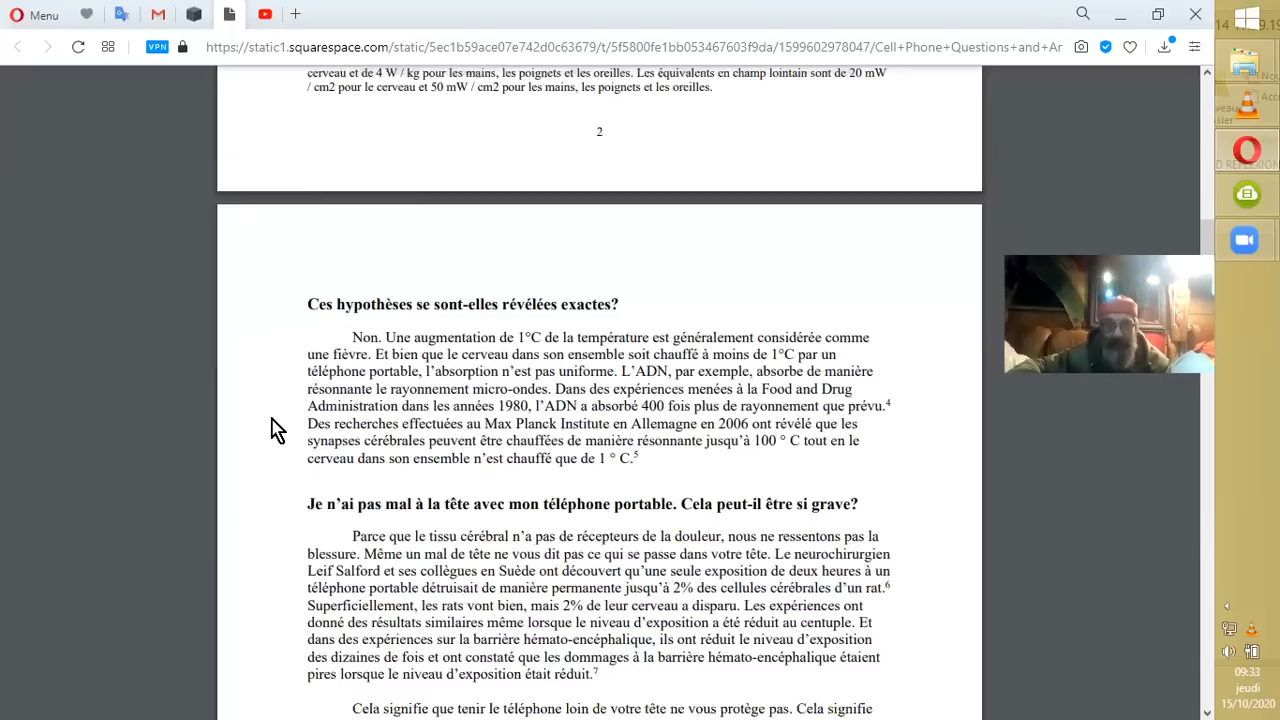 Menu
VPN
https://static1.squarespace.com/static/5ec1b59aceb7e742d0c63679/t/5f5800fe1bb053467603f9da/1599602970047/Cell+Phone+Questions+and+Ar
cerveau et de 4 W / kg pour les mains, les poignets et les oreilles. Les équivalents en champ lointain sont de 20 mW
/ cm2 pour le cerveau et 50 mW / cm2 pour les mains, les poignets et les oreilles.
2
Ces hypothèses se sont-elles révélées exactes?
Non. Une augmentation de 1°C de la température est généralement considérée comme
une fièvre. Et bien que le cerveau dans son ensemble soit chauffé à moins de 1°C par un
téléphone portable, l’absorption n’est pas uniforme. L’ADN, par exemple, absorbe de manière
résonnante le rayonnement micro-ondes. Dans des expériences menées à la Food and Drug
Administration dans les années 1980, l’ADN a absorbé 400 fois plus de rayonnement que prévu.4
Des recherches effectuées au Max Planck Institute en Allemagne en 2006 ont révélé que les
synapses cérébrales peuvent être chauffées de manière résonnante jusqu’à 100 ° C tout en le
cerveau dans son ensemble n’est chauffé que de 1 ° C.5
Je n’ai pas mal à la tête avec mon téléphone portable. Cela peut-il être si grave?
Parce que le tissu cérébral n’a pas de récepteurs de la douleur, nous ne ressentons pas la
blessure. Même un mal de tête ne vous dit pas ce qui se passe dans votre tête. Le neurochirurgien
Leif Salford et ses collègues en Suède ont découvert qu’une seule exposition de deux heures à un
téléphone portable détruisait de manière permanente jusqu’à 2% des cellules cérébrales d’un rat.6
Superficiellement, les rats vont bien, mais 2% de leur cerveau a disparu. Les expériences ont
donné des résultats similaires même lorsque le niveau d’exposition a été réduit au centuple. Et
dans des expériences sur la barrière hémato-encéphalique, ils ont réduit le niveau d’exposition
des dizaines de fois et ont constaté que les dommages à la barrière hémato-encéphalique étaient
pires lorsque le niveau d’exposition était réduit.7
Cela signifie que tenir le téléphone loin de votre tête ne vous protège pas. Cela signifie
09:33
jeudi
15/10/2020